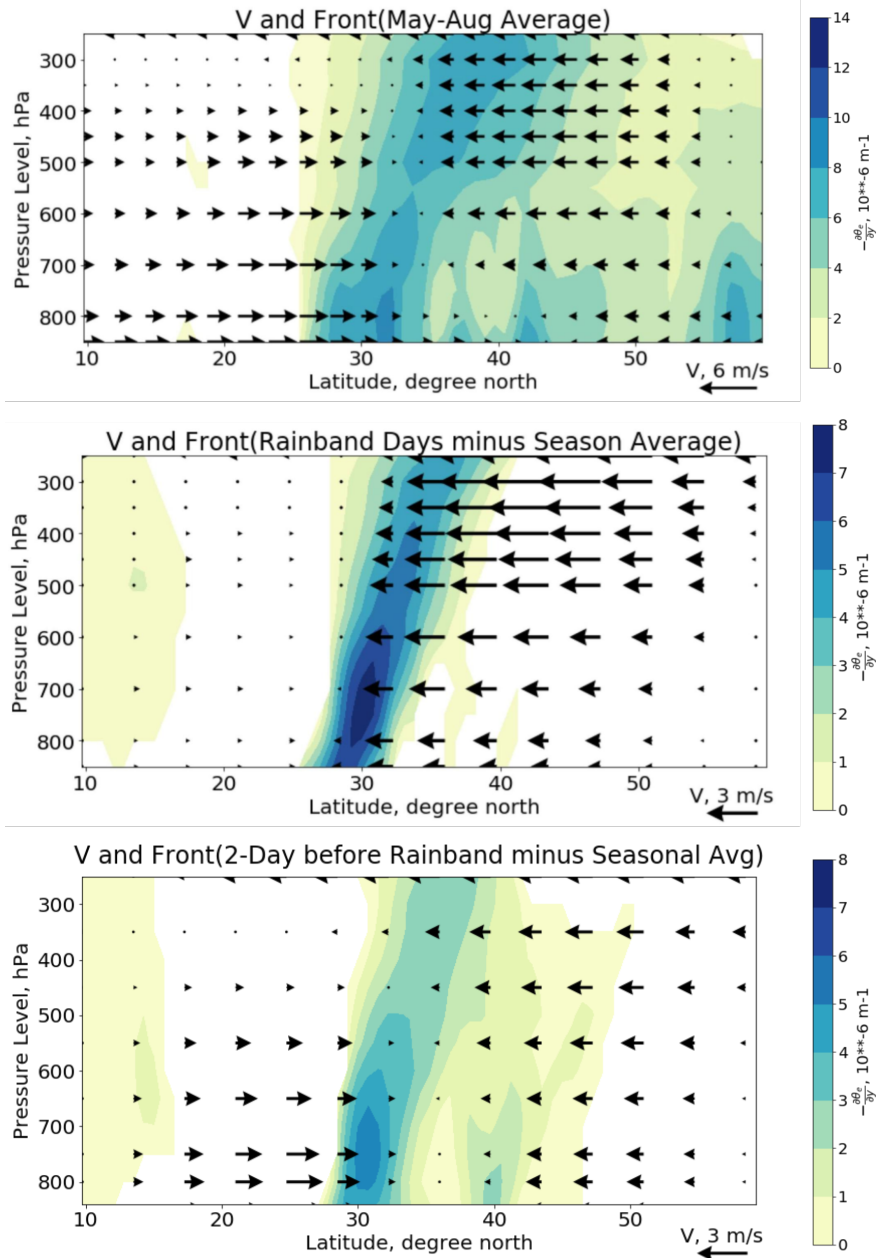 V and Front(May-Aug Average)
14
12
10
8
6
4
2
0
300
400
500
600
700
800
Pressure Level, hPa
10 20 30 40 50
Latitude, degree north
V, 6 m/s
−∂θe/∂y, 10**-6 m-1
V and Front(Rainband Days minus Season Average)
8
7
6
5
4
3
2
1
0
300
400
500
600
700
800
Pressure Level, hPa
10 20 30 40 50
Latitude, degree north
V, 3 m/s
−∂θe/∂y, 10**-6 m-1
V and Front(2-Day before Rainband minus Seasonal Avg)
8
7
6
5
4
3
2
1
0
300
400
500
600
700
800
Pressure Level, hPa
10 20 30 40 50
Latitude, degree north
V, 3 m/s
−∂θe/∂y, 10**-6 m-1